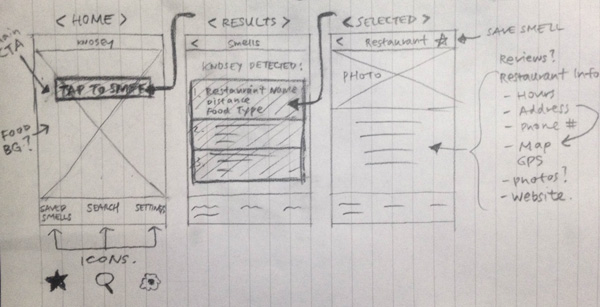 < HOME >
KNOSEY
CTA
TAP TO SMELL
FOOD
BG?
SAVED
SMELLS
SEARCH
SETTINGS
ICONS.
< RESULTS >
< Smells
KNOSEY DETECTED:
1. Restaurant Name
Distance
Food Type
2.
3.
< SELECTED >
< Restaurant
PHOTO
SAVE SMELL
Reviews?
Restaurant Info
- Hours
- Address
- Phone #
- Map
GPS
- photos?
- website.